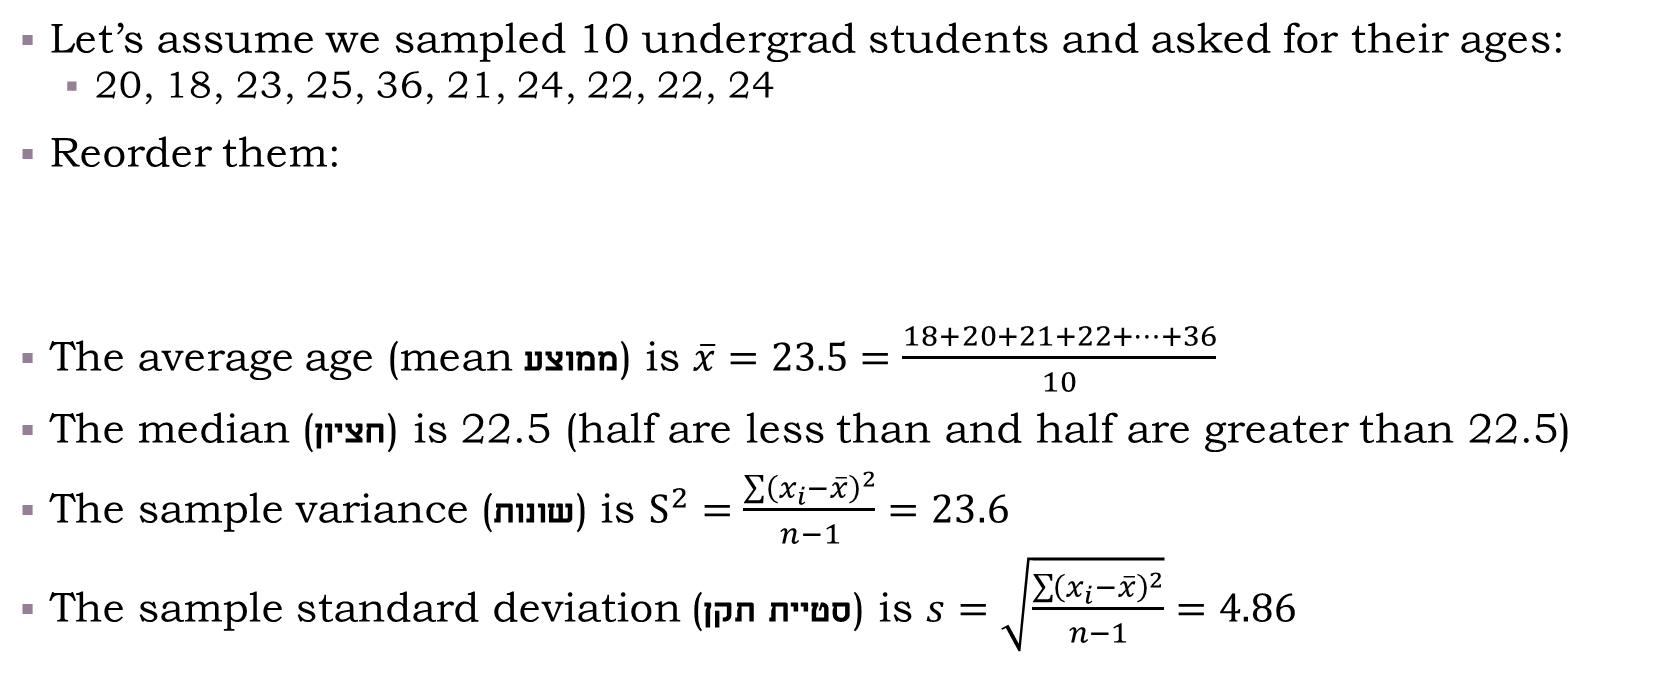 ▪ Let's assume we sampled 10 undergrad students and asked for their ages:
▪ 20, 18, 23, 25, 36, 21, 24, 22, 22, 24
▪ Reorder them:
▪ The average age (mean ממוצע) is x̄ = 23.5 = (18+20+21+22+⋯+36)/10
▪ The median (חציון) is 22.5 (half are less than and half are greater than 22.5)
▪ The sample variance (שונות) is S² = ∑(xᵢ−x̄)²/(n−1) = 23.6
▪ The sample standard deviation (סטיית תקן) is s = √(∑(xᵢ−x̄)²/(n−1)) = 4.86